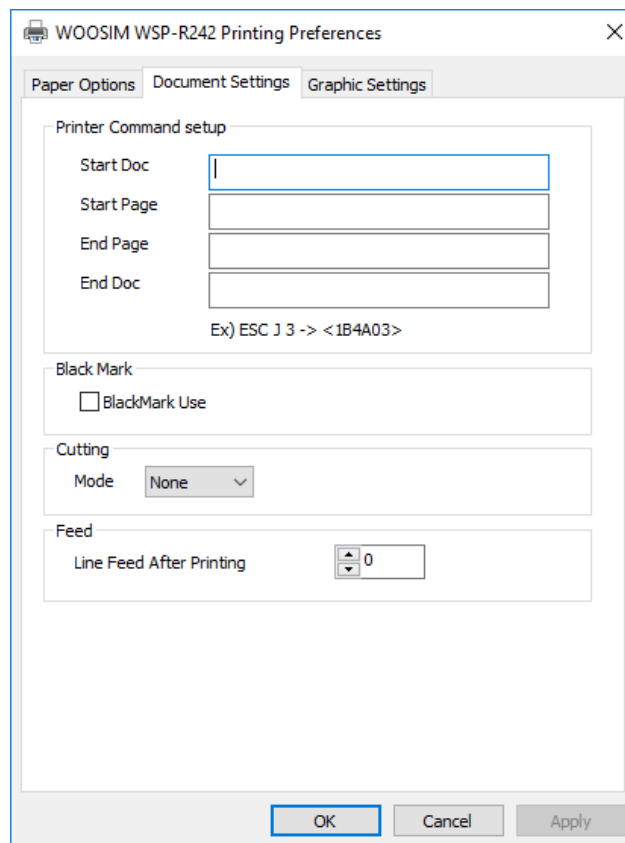 WOOSIM WSP-R242 Printing Preferences
Paper Options Document Settings Graphic Settings
Printer Command setup
Start Doc
Start Page
End Page
End Doc
Ex) ESC J 3 -> <1B4A03>
Black Mark
BlackMark Use
Cutting
Mode None
Feed
Line Feed After Printing 0
OK Cancel Apply